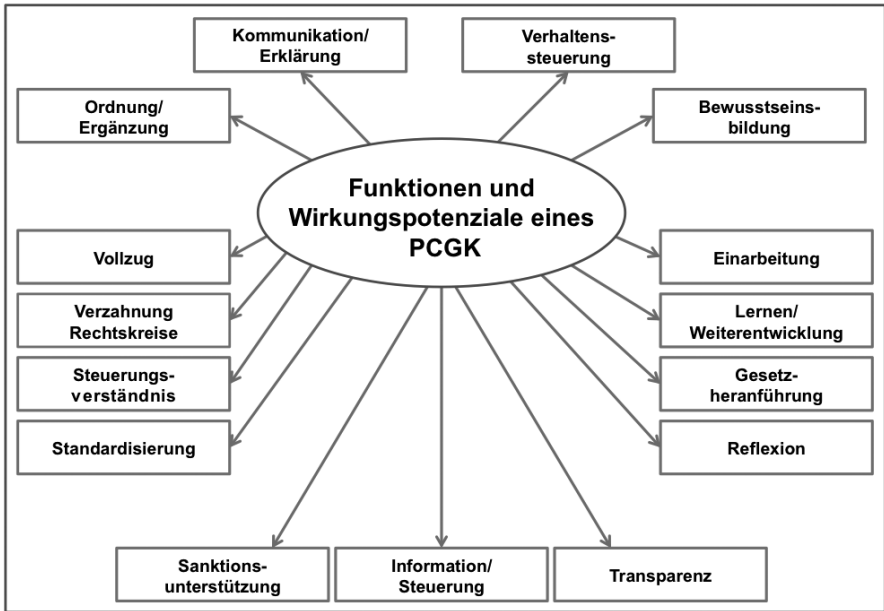 Kommunikation/
Erklärung
Verhaltens-
steuerung
Ordnung/
Ergänzung
Bewusstseins-
bildung
Funktionen und
Wirkungspotenziale eines
PCGK
Vollzug
Verzahnung
Rechtskreise
Steuerungs-
verständnis
Standardisierung
Einarbeitung
Lernen/
Weiterentwicklung
Gesetz-
heranführung
Reflexion
Sanktions-
unterstützung
Information/
Steuerung
Transparenz